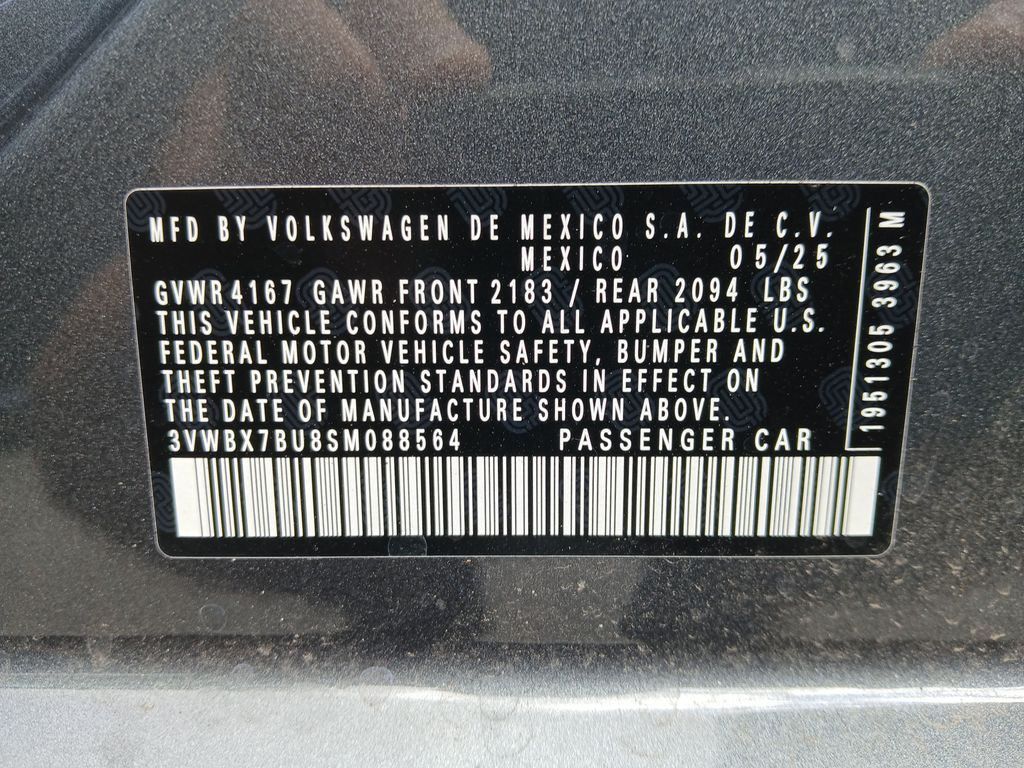 MFD BY VOLKSWAGEN DE MEXICO S.A. DE C.V.
MEXICO 05/25
GVWR 4167 GAWR FRONT 2183 / REAR 2094 LBS
THIS VEHICLE CONFORMS TO ALL APPLICABLE U.S.
FEDERAL MOTOR VEHICLE SAFETY, BUMPER AND
THEFT PREVENTION STANDARDS IN EFFECT ON
THE DATE OF MANUFACTURE SHOWN ABOVE.
3VWBX7BU8SM088564 PASSENGER CAR
1951305 3963 M